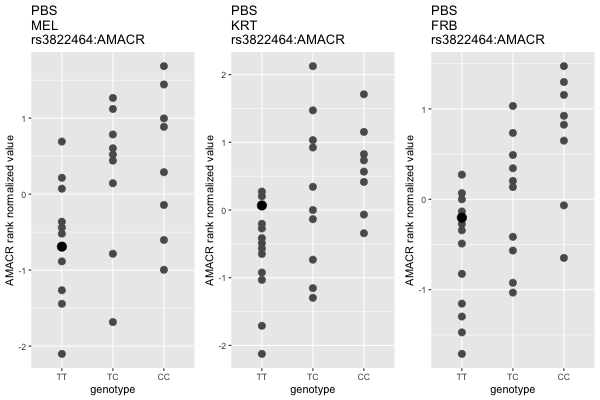 PBS
MEL
rs3822464:AMACR
AMACR rank normalized value
1
0
-1
-2
TT TC CC
genotype
PBS
KRT
rs3822464:AMACR
AMACR rank normalized value
2
1
0
-1
-2
TT TC CC
genotype
PBS
FRB
rs3822464:AMACR
AMACR rank normalized value
1
0
-1
TT TC CC
genotype